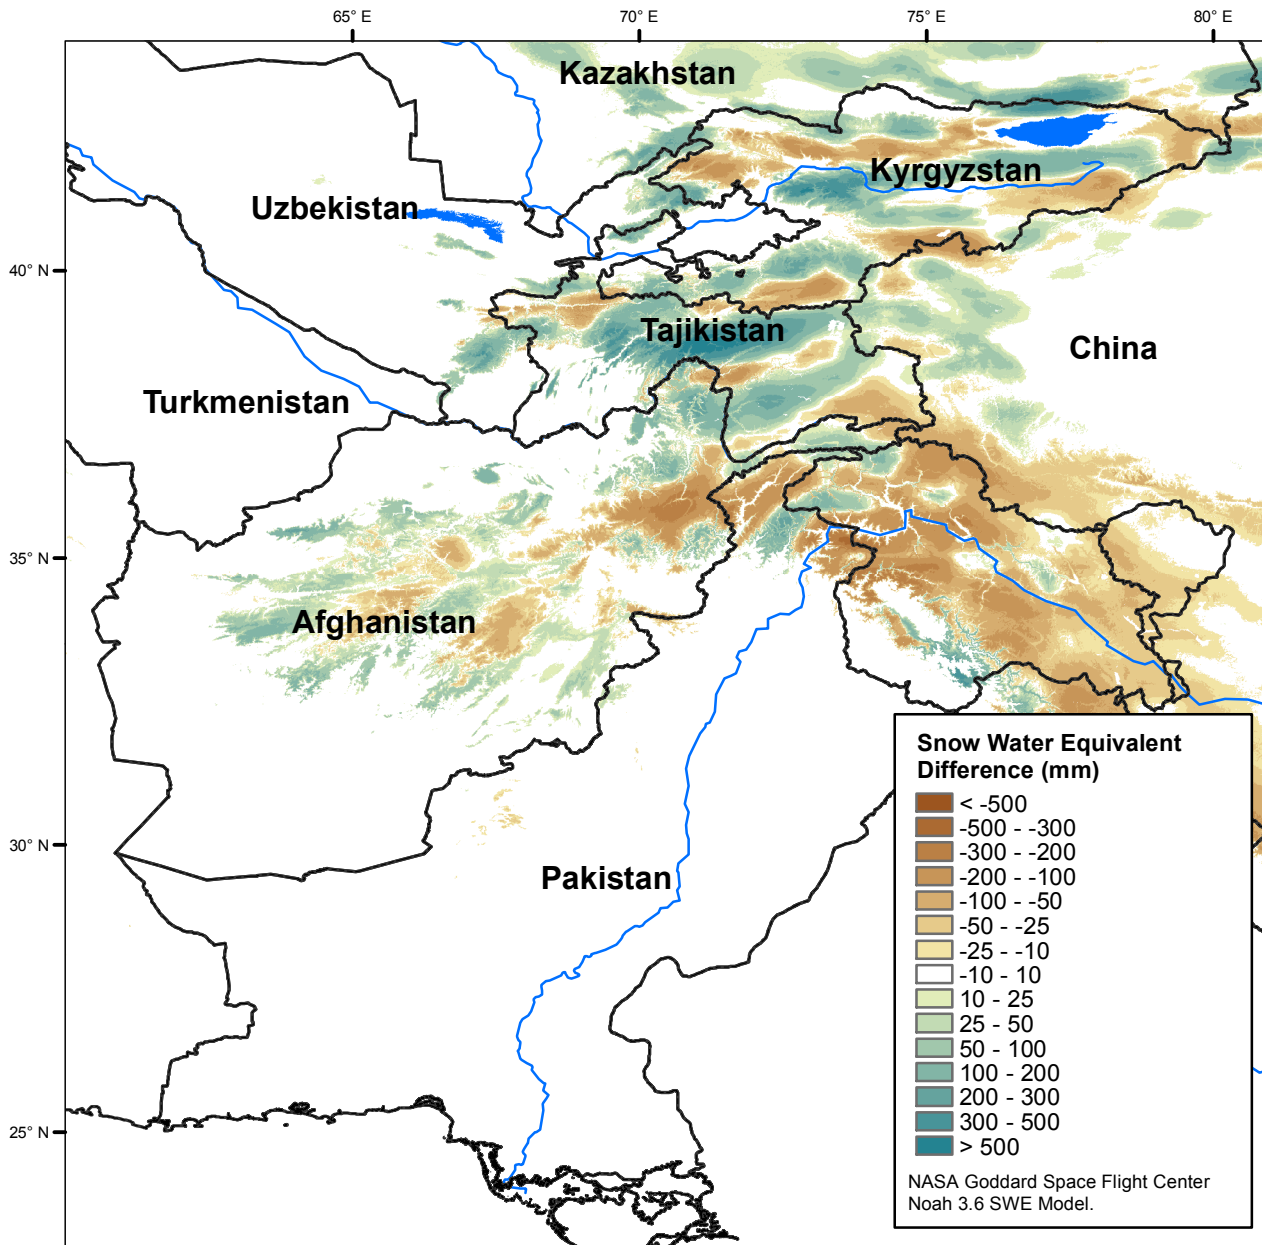 65° E
70° E
75° E
80° E
Kazakhstan
Kyrgyzstan
Uzbekistan
40° N
Tajikistan
China
Turkmenistan
35° N
Afghanistan
Snow Water Equivalent
Difference (mm)
< -500
-500 - -300
-300 - -200
-200 - -100
-100 - -50
-50 - -25
-25 - -10
-10 - 10
10 - 25
25 - 50
50 - 100
100 - 200
200 - 300
300 - 500
> 500
NASA Goddard Space Flight Center
Noah 3.6 SWE Model.
30° N
Pakistan
25° N